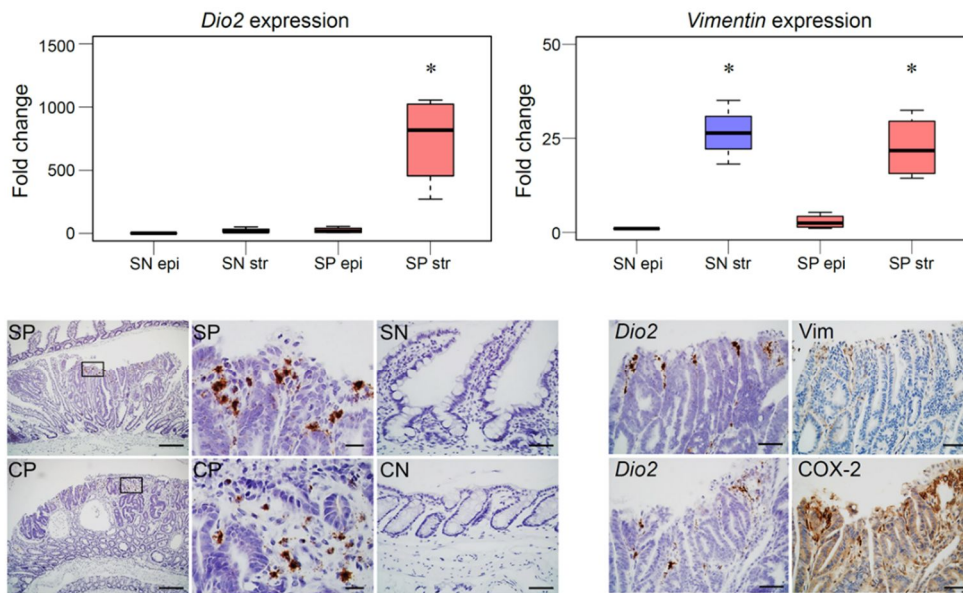 Dio2 expression
Fold change
1500
1000
500
0
SN epi SN str SP epi SP str
*
Vimentin expression
Fold change
50
25
0
SN epi SN str SP epi SP str
* *
SP SP SN
CP CP CN
Dio2 Vim
Dio2 COX-2